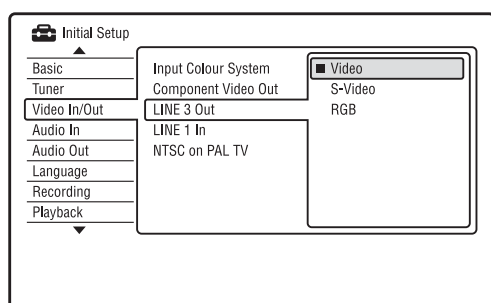 Initial Setup
Basic
Tuner
Video In/Out
Audio In
Audio Out
Language
Recording
Playback
Input Colour System
Component Video Out
LINE 3 Out
LINE 1 In
NTSC on PAL TV
Video
S-Video
RGB